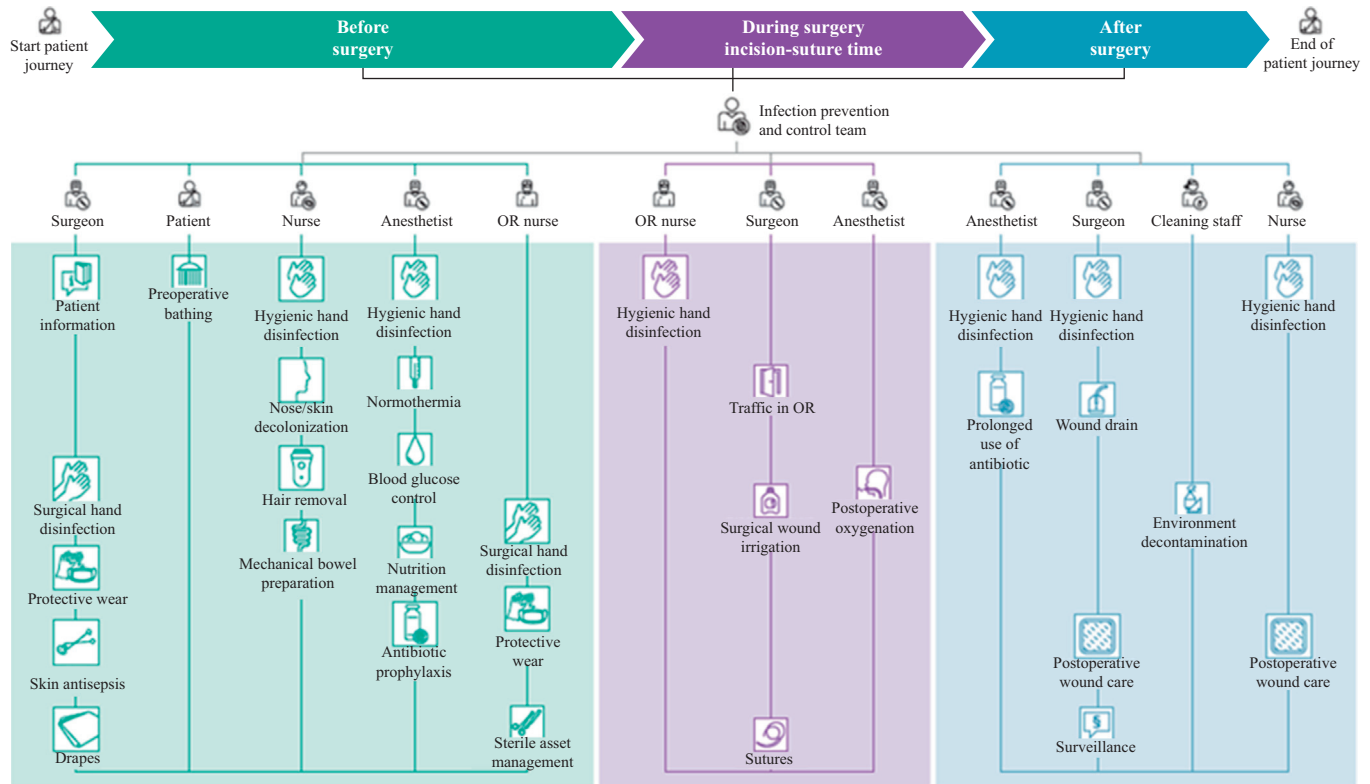 Start patient
journey
Before
surgery
During surgery
incision-suture time
After
surgery
End of
patient journey
Infection prevention
and control team
Surgeon
Patient
Nurse
Anesthetist
OR nurse
OR nurse
Surgeon
Anesthetist
Anesthetist
Surgeon
Cleaning staff
Nurse
Patient
information
Surgical hand
disinfection
Protective wear
Skin antisepsis
Drapes
Preoperative
bathing
Hygienic hand
disinfection
Nose/skin
decolonization
Hair removal
Mechanical bowel
preparation
Hygienic hand
disinfection
Normothermia
Blood glucose
control
Nutrition
management
Antibiotic
prophylaxis
Surgical hand
disinfection
Protective
wear
Sterile asset
management
Hygienic hand
disinfection
Traffic in OR
Surgical wound
irrigation
Sutures
Postoperative
oxygenation
Hygienic hand
disinfection
Prolonged
use of
antibiotic
Hygienic hand
disinfection
Wound drain
Postoperative
wound care
§
Surveillance
Environment
decontamination
Hygienic hand
disinfection
Postoperative
wound care